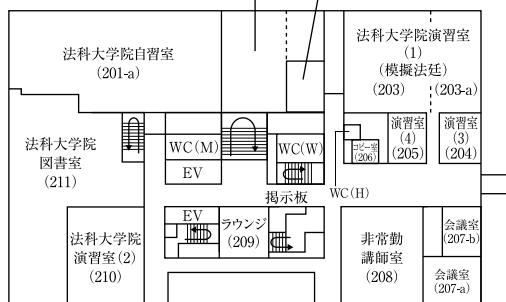 法科大学院自習室
(201-a)
法科大学院演習室
(1)
(模擬法廷)
(203)
(203-a)
法科大学院
図書室
(211)
WC(M)
EV
WC(W)
コピー室
(206)
演習室
(4)
(205)
演習室
(3)
(204)
掲示板
WC(H)
法科大学院
演習室(2)
(210)
EV
ラウンジ
(209)
非常勤
講師室
(208)
会議室
(207-b)
会議室
(207-a)